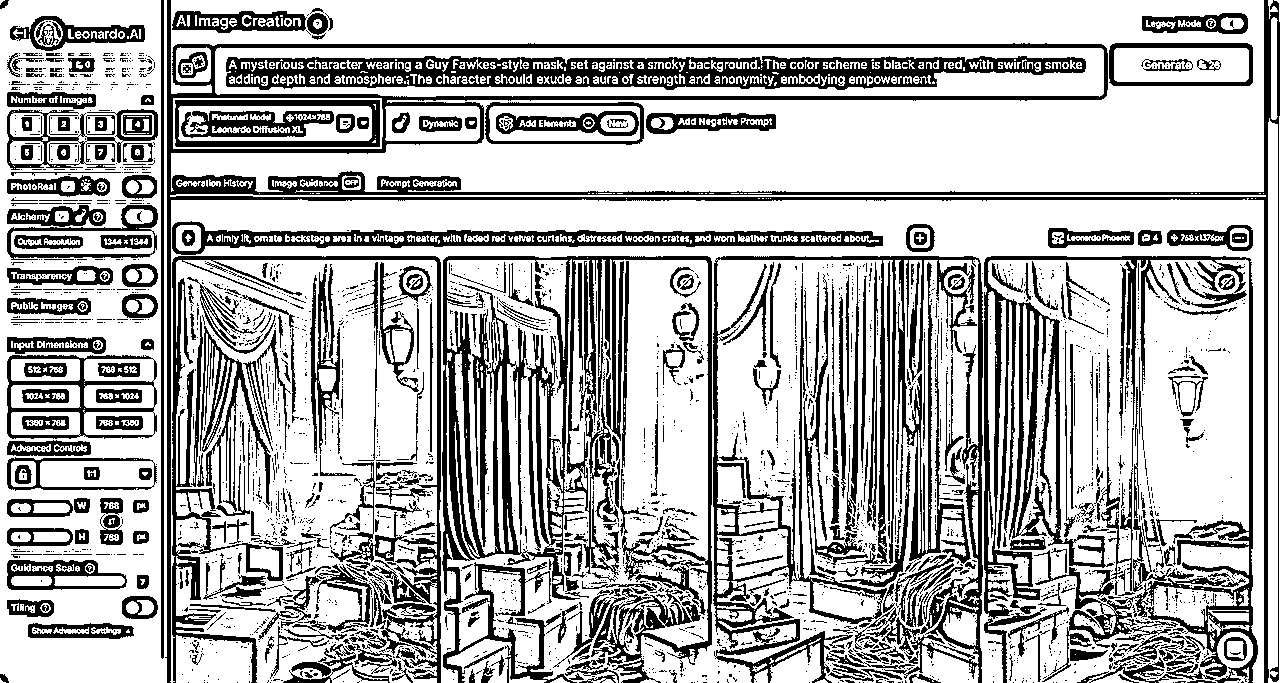 Leonardo.AI
Number of Images
1 2 3 4
5 6 7 8
PhotoReal
Alchemy
Output Resolution 1344 × 1344
Transparency
Public Images
Input Dimensions
512 × 768 768 × 512
1024 × 768 768 × 1024
1360 × 768 768 × 1360
Advanced Controls
1:1
W 768 px
H 768 px
Guidance Scale
7
Tiling
Show Advanced Settings
AI Image Creation
Legacy Mode
A mysterious character wearing a Guy Fawkes-style mask, set against a smoky background. The color scheme is black and red, with swirling smoke
adding depth and atmosphere. The character should exude an aura of strength and anonymity, embodying empowerment.
Generate
Finetuned Model 1024×768
Leonardo Diffusion XL
Dynamic
Add Elements New
Add Negative Prompt
Generation History Image Guidance OFF Prompt Generation
A dimly lit, ornate backstage area in a vintage theater, with faded red velvet curtains, distressed wooden crates, and worn leather trunks scattered about...
Leonardo Phoenix 4 768x1376px